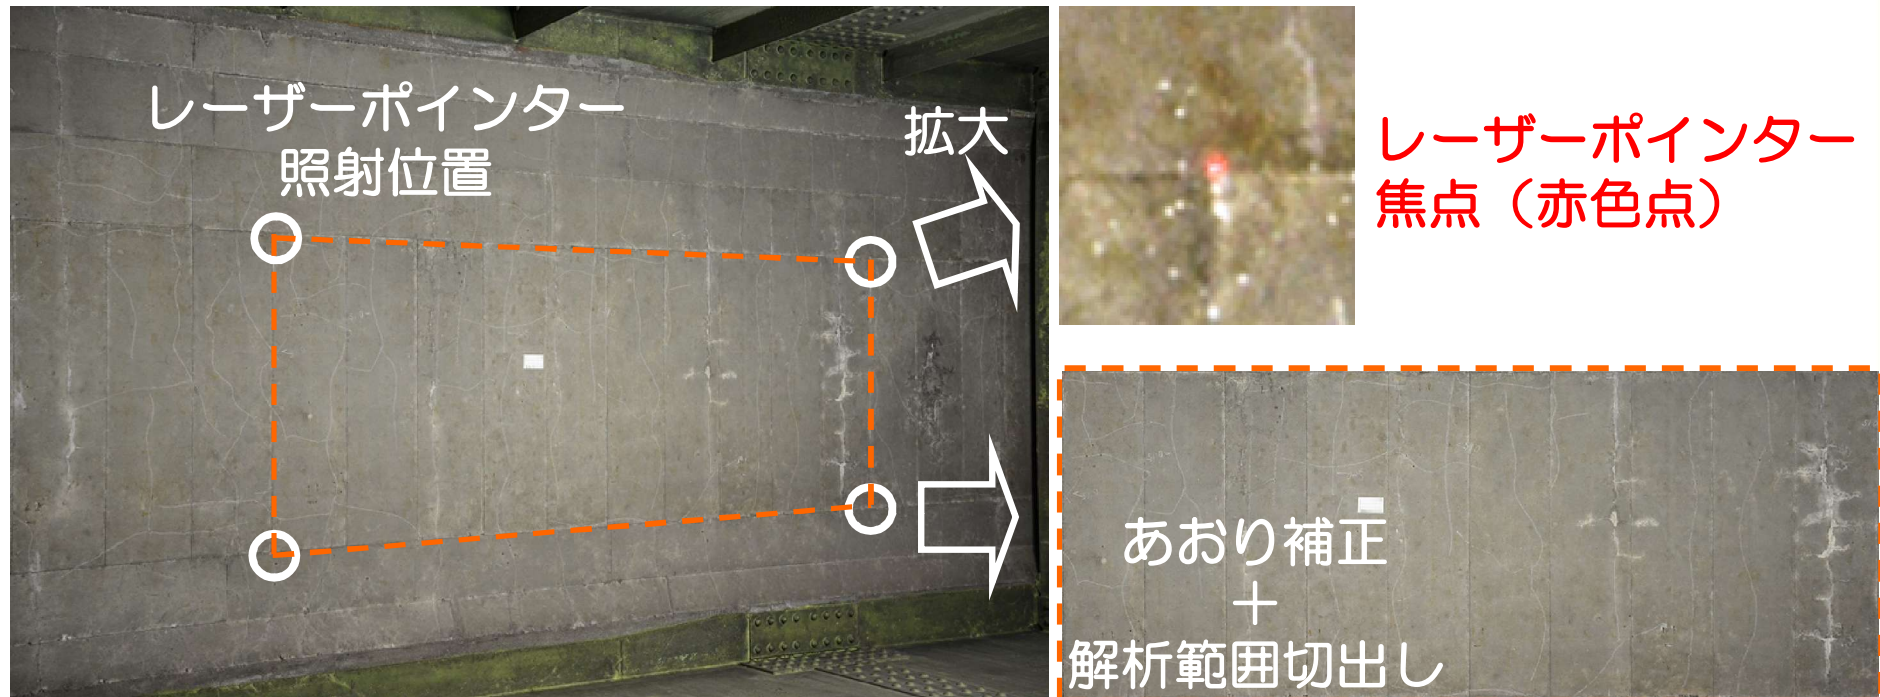 レーザーポインター
照射位置
拡大
レーザーポインター
焦点（赤色点）
あおり補正
＋
解析範囲切出し